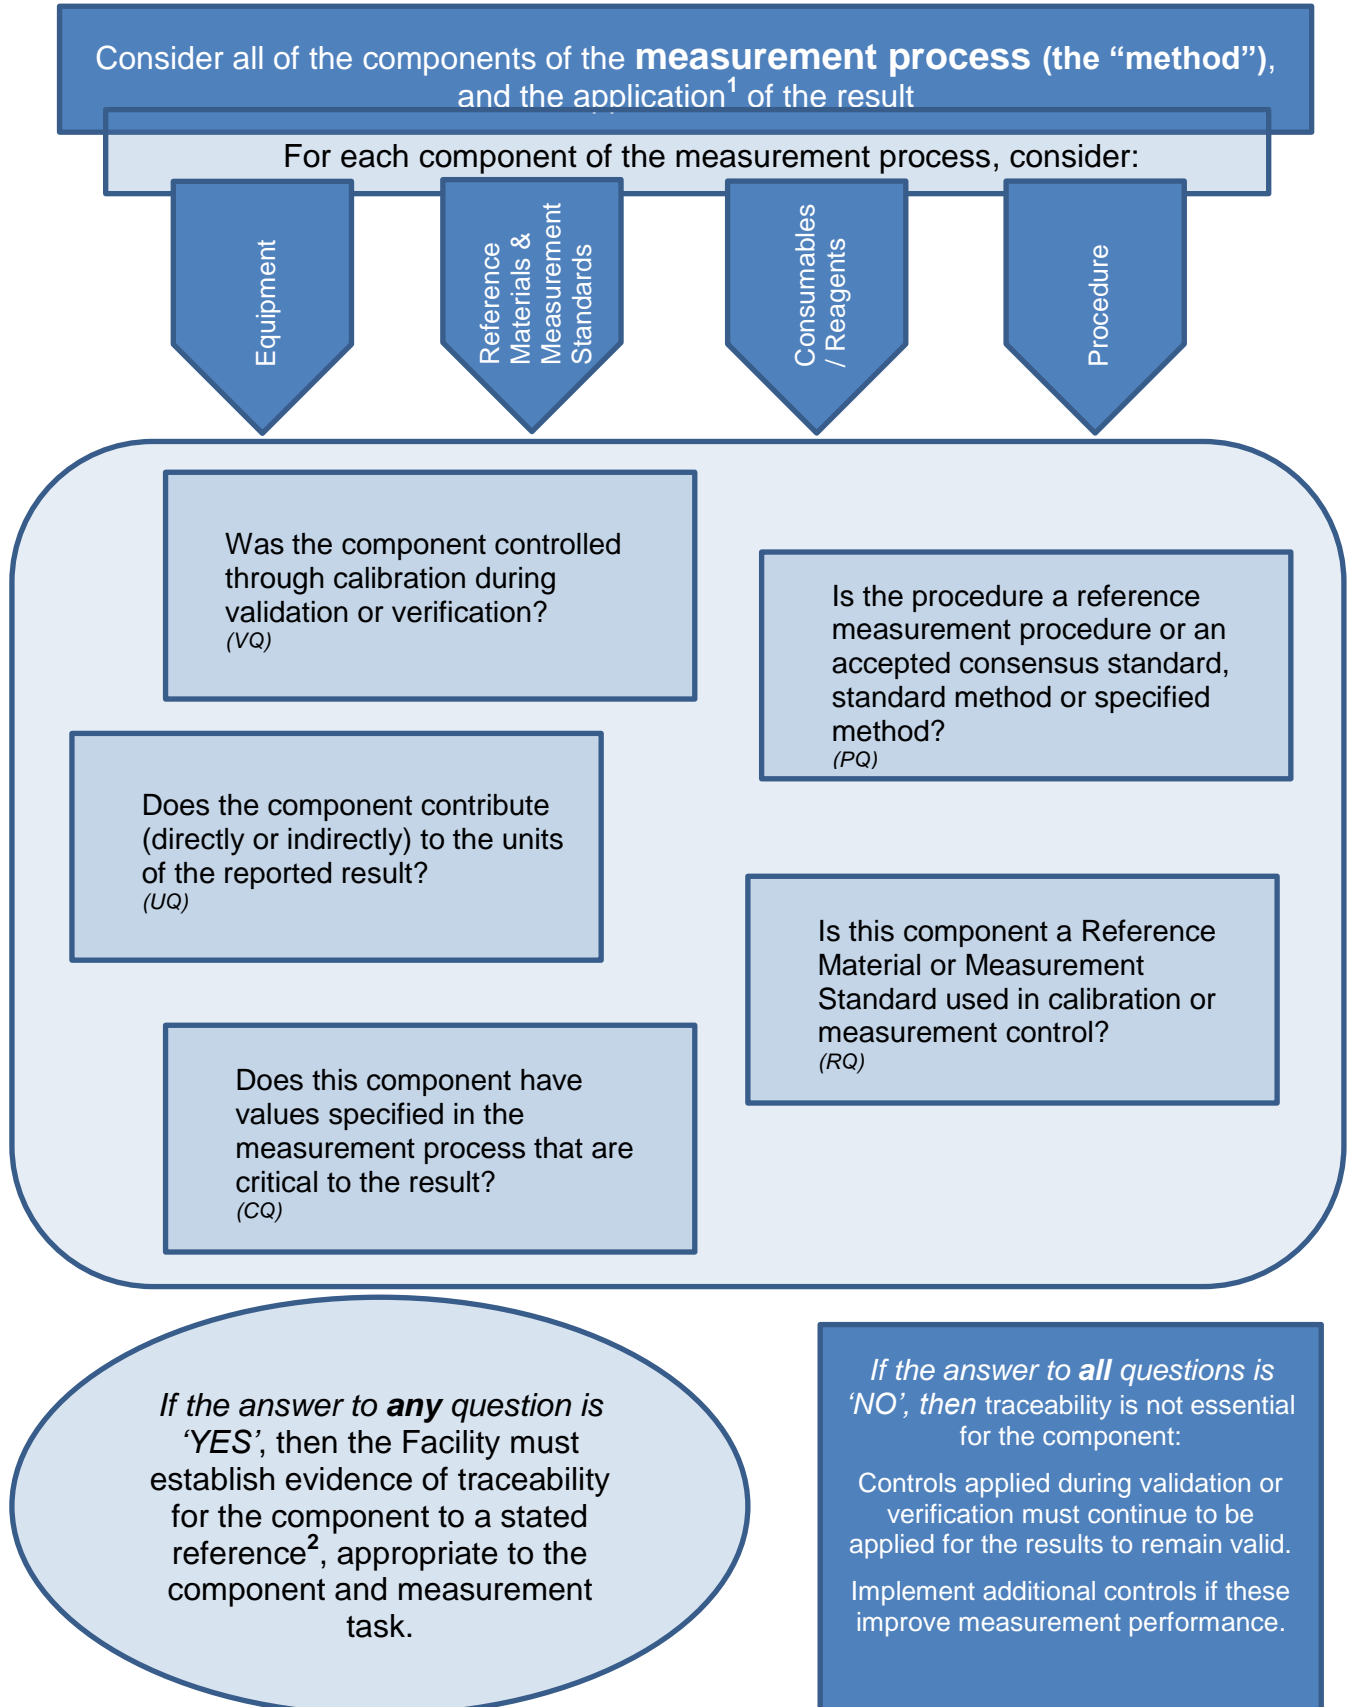 Consider all of the components of the measurement process (the “method”),
and the application¹ of the result
For each component of the measurement process, consider:
Equipment
Reference
Materials &
Measurement
Standards
Consumables
/ Reagents
Procedure
Was the component controlled
through calibration during
validation or verification?
(VQ)
Is the procedure a reference
measurement procedure or an
accepted consensus standard,
standard method or specified
method?
(PQ)
Does the component contribute
(directly or indirectly) to the units
of the reported result?
(UQ)
Is this component a Reference
Material or Measurement
Standard used in calibration or
measurement control?
(RQ)
Does this component have
values specified in the
measurement process that are
critical to the result?
(CQ)
If the answer to any question is
‘YES’, then the Facility must
establish evidence of traceability
for the component to a stated
reference², appropriate to the
component and measurement
task.
If the answer to all questions is
‘NO’, then traceability is not essential
for the component:
Controls applied during validation or
verification must continue to be
applied for the results to remain valid.
Implement additional controls if these
improve measurement performance.